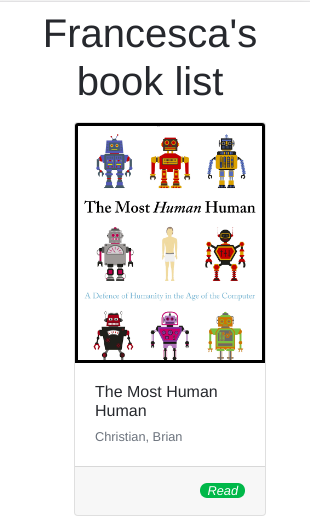 Francesca's
book list
The Most Human Human
A Defence of Humanity in the Age of the Computer
The Most Human
Human
Christian, Brian
Read